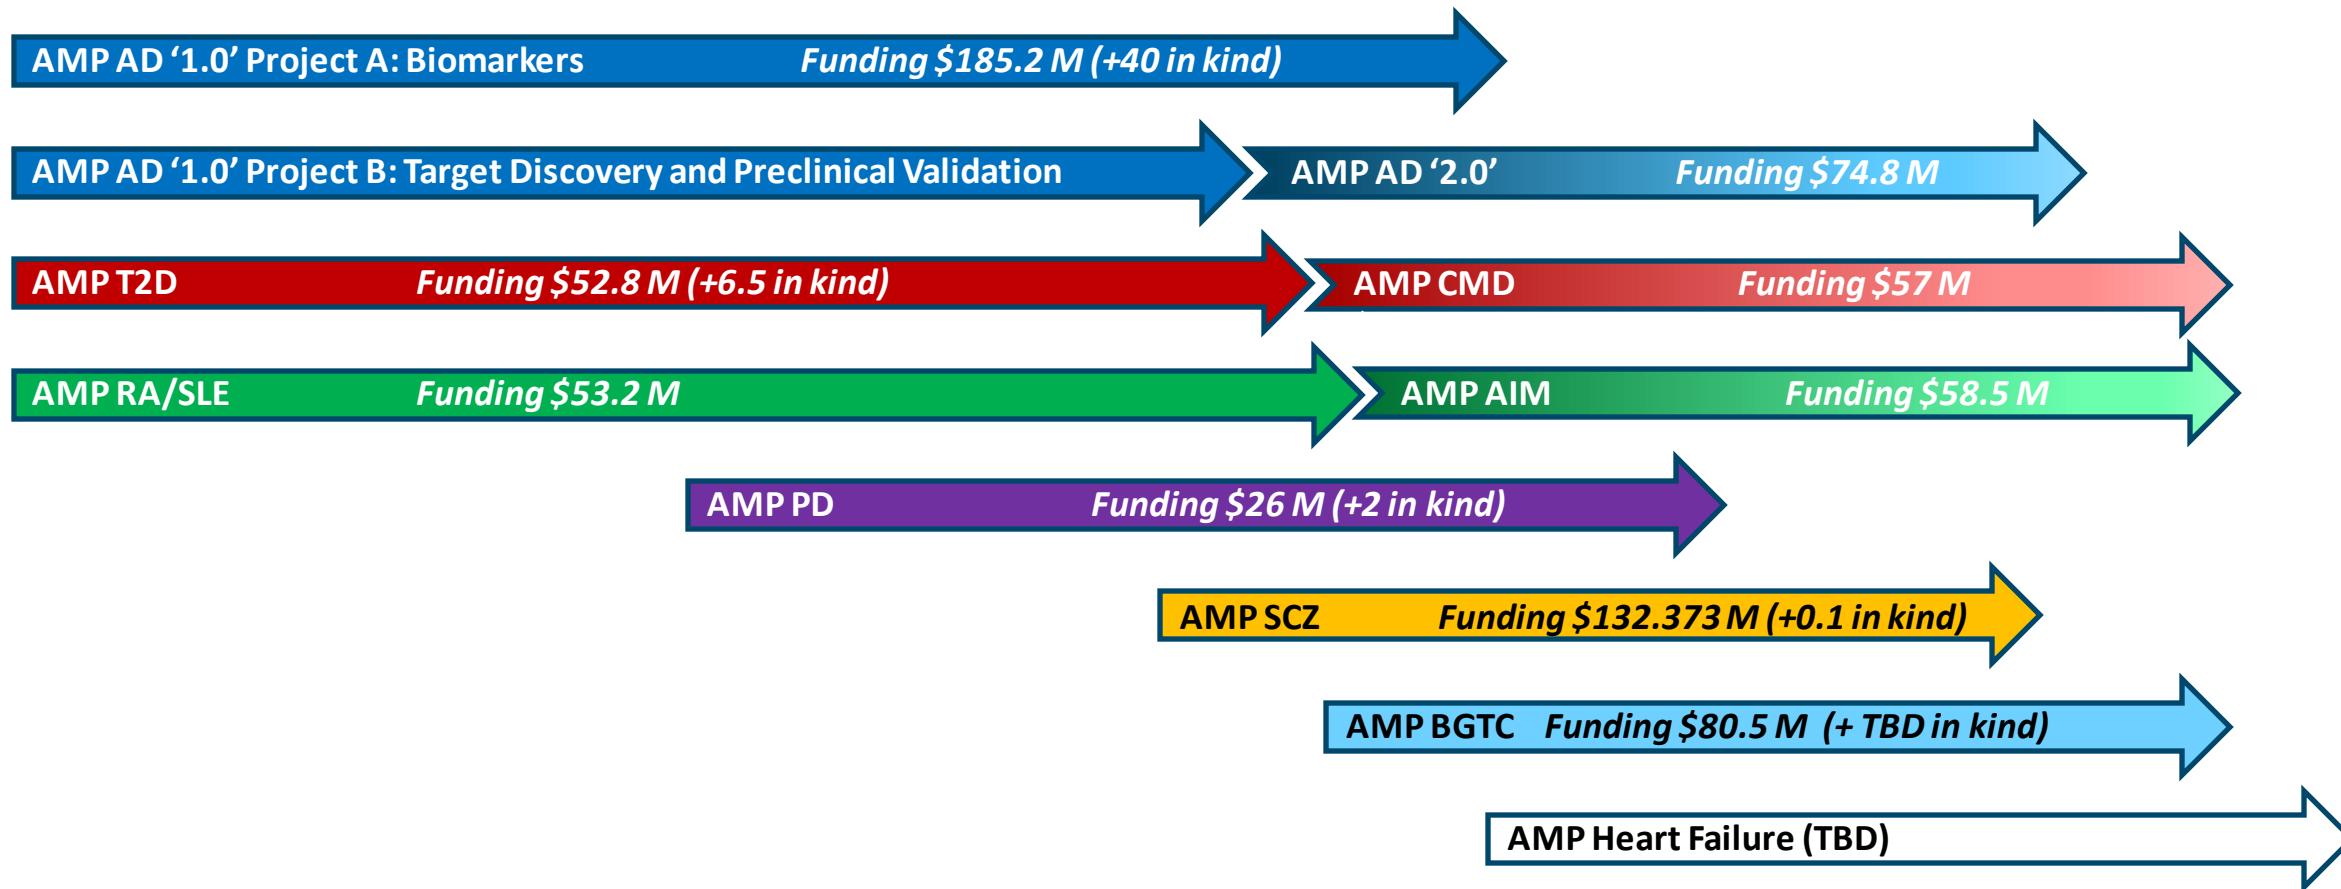 AMP AD ‘1.0’ Project A: Biomarkers Funding $185.2 M (+40 in kind)
AMP AD ‘1.0’ Project B: Target Discovery and Preclinical Validation AMP AD ‘2.0’ Funding $74.8 M
AMP T2D Funding $52.8 M (+6.5 in kind) AMP CMD Funding $57 M
AMP RA/SLE Funding $53.2 M AMP AIM Funding $58.5 M
AMP PD Funding $26 M (+2 in kind)
AMP SCZ Funding $132.373 M (+0.1 in kind)
AMP BGTC Funding $80.5 M (+ TBD in kind)
AMP Heart Failure (TBD)